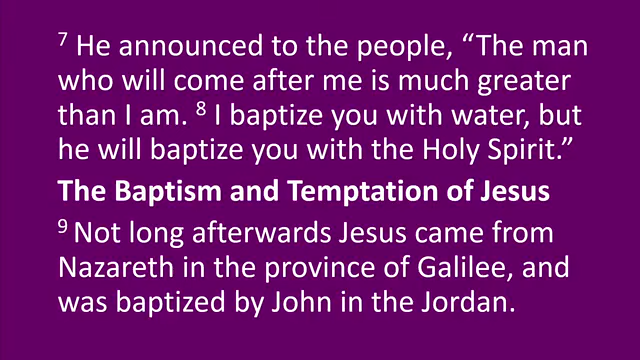 7 He announced to the people, “The man
who will come after me is much greater
than I am. 8 I baptize you with water, but
he will baptize you with the Holy Spirit.”
The Baptism and Temptation of Jesus
9 Not long afterwards Jesus came from
Nazareth in the province of Galilee, and
was baptized by John in the Jordan.